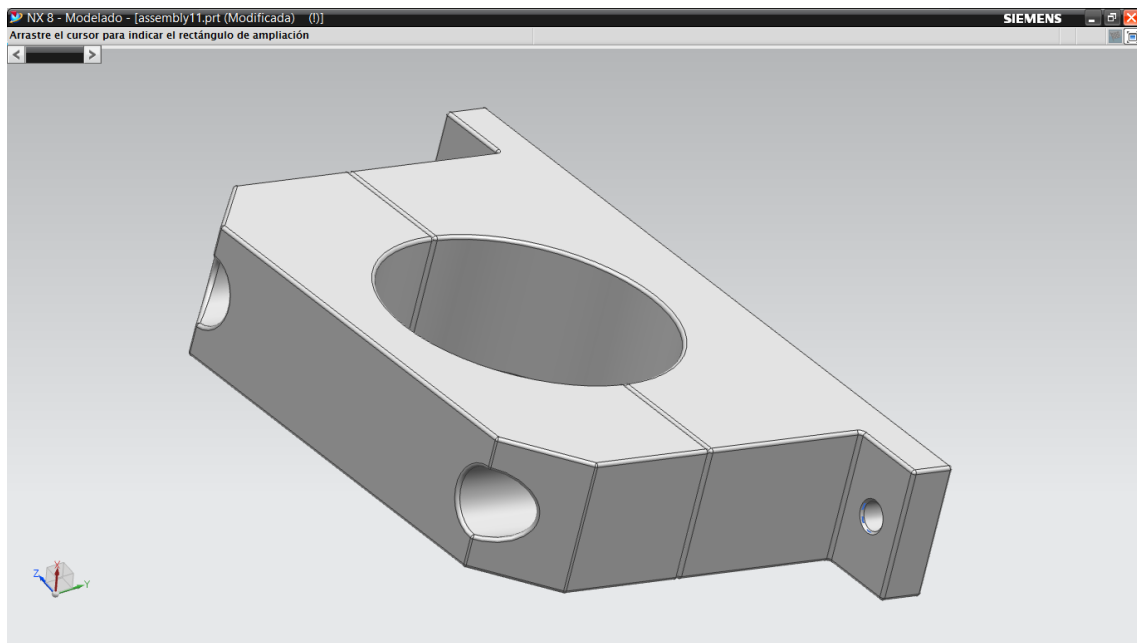 NX 8 - Modelado - [assembly11.prt (Modificada) (!)]
SIEMENS
Arrastre el cursor para indicar el rectángulo de ampliación
X
Z
Y